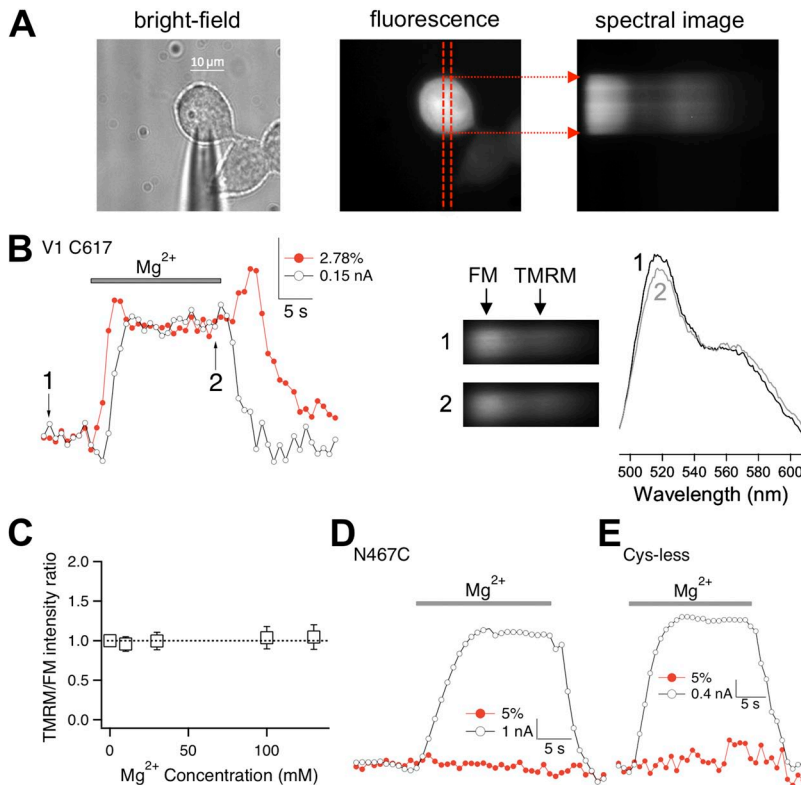 A
bright-field
fluorescence
spectral image
10 μm
B
V1 C617
Mg2+
2.78%
0.15 nA
5 s
1
2
FM
TMRM
1
2
1
2
500
520
540
560
580
600
Wavelength (nm)
C
TMRM/FM intensity ratio
2.0
1.5
1.0
0.5
0.0
0
50
100
Mg2+ Concentration (mM)
D
N467C
Mg2+
5%
1 nA
5 s
E
Cys-less
Mg2+
5%
0.4 nA
5 s